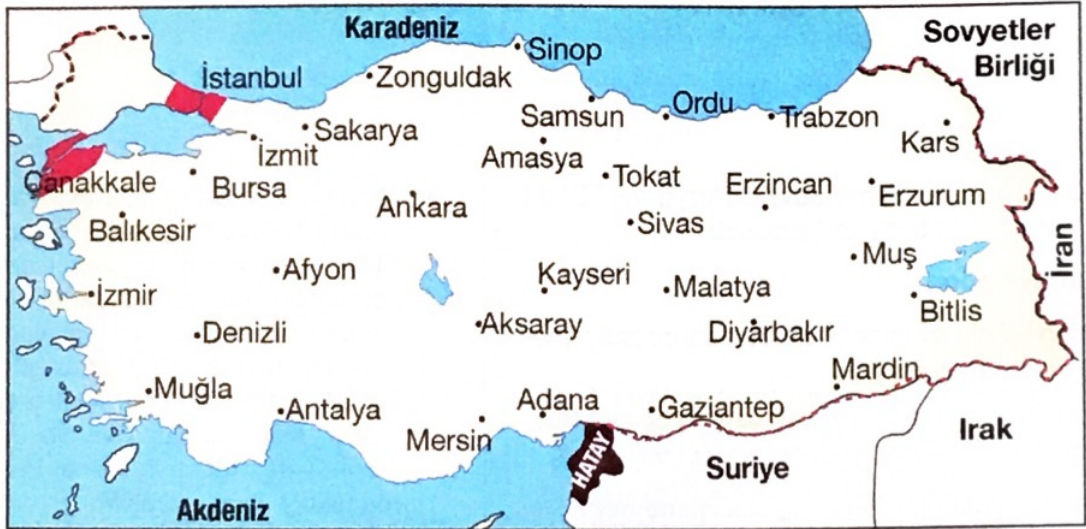 Karadeniz
Sinop
Sovyetler
Birliği
İstanbul
Zonguldak
Samsun
Ordu
Trabzon
Kars
Sakarya
İzmit
Amasya
Çanakkale
Bursa
Ankara
Tokat
Erzincan
Erzurum
Balıkesir
Sivas
Muş
İran
Afyon
Kayseri
Malatya
İzmir
Bitlis
Denizli
Aksaray
Diyarbakır
Mardin
Muğla
Antalya
Adana
Gaziantep
Mersin
HATAY
Suriye
Irak
Akdeniz